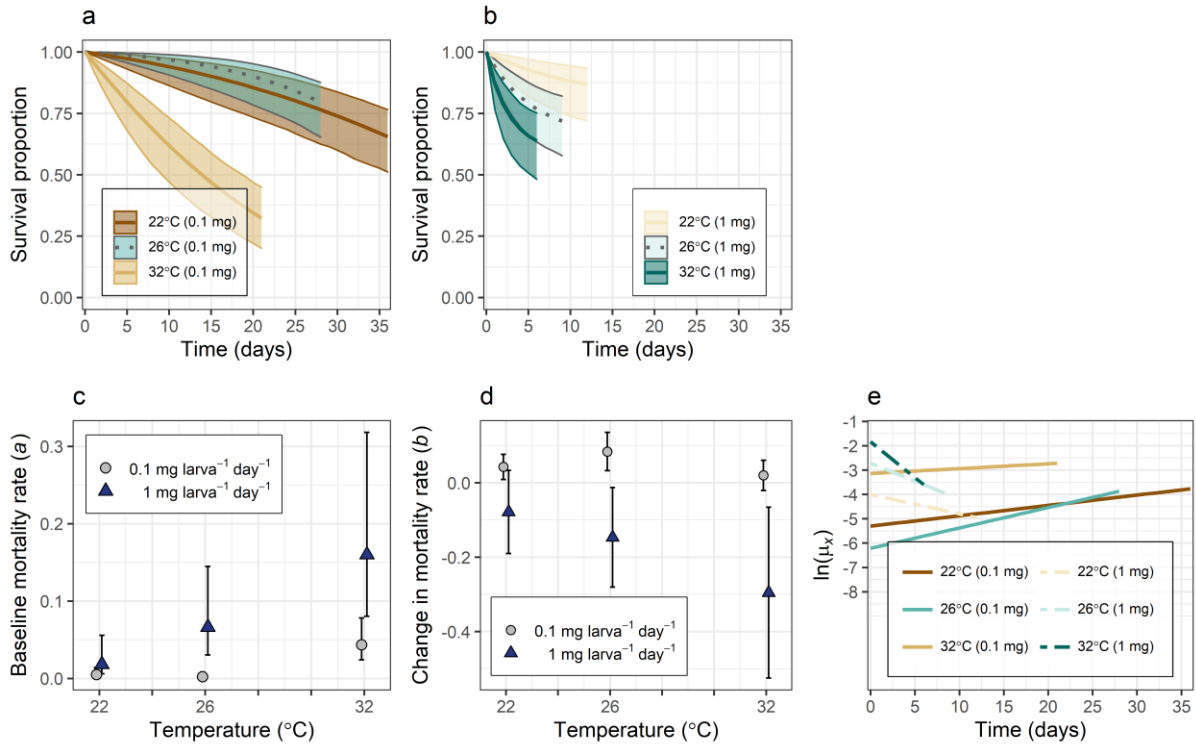 a
Survival proportion
1.00
0.75
0.50
0.25
0.00
22°C (0.1 mg)
26°C (0.1 mg)
32°C (0.1 mg)
0 5 10 15 20 25 30 35
Time (days)
b
Survival proportion
1.00
0.75
0.50
0.25
0.00
22°C (1 mg)
26°C (1 mg)
32°C (1 mg)
0 5 10 15 20 25 30 35
Time (days)
c
Baseline mortality rate (a)
0.3
0.2
0.1
0.0
0.1 mg larva⁻¹ day⁻¹
1 mg larva⁻¹ day⁻¹
22 26 32
Temperature (°C)
d
Change in mortality rate (b)
0.0
-0.2
-0.4
0.1 mg larva⁻¹ day⁻¹
1 mg larva⁻¹ day⁻¹
22 26 32
Temperature (°C)
e
ln(μₓ)
-1
-2
-3
-4
-5
-6
-7
-8
22°C (0.1 mg) 22°C (1 mg)
26°C (0.1 mg) 26°C (1 mg)
32°C (0.1 mg) 32°C (1 mg)
0 5 10 15 20 25 30 35
Time (days)